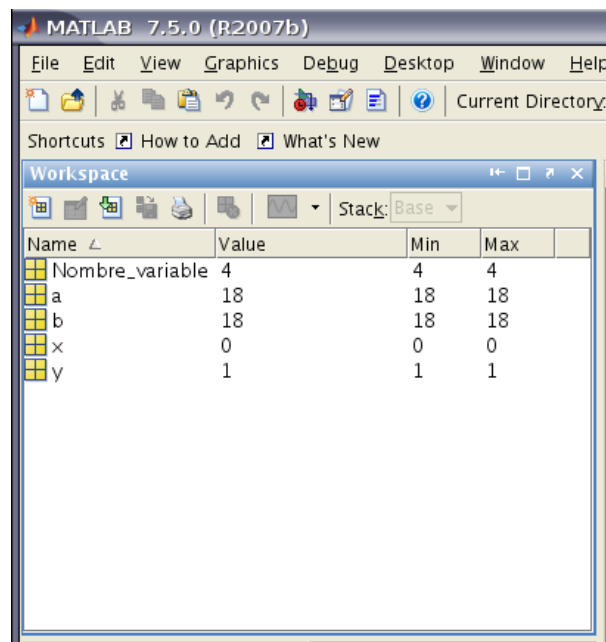 MATLAB 7.5.0 (R2007b)
File Edit View Graphics Debug Desktop Window Help
Current Directory:
Shortcuts How to Add What's New
Workspace
Stack: Base
Name Value Min Max
Nombre_variable 4 4 4
a 18 18 18
b 18 18 18
x 0 0 0
y 1 1 1